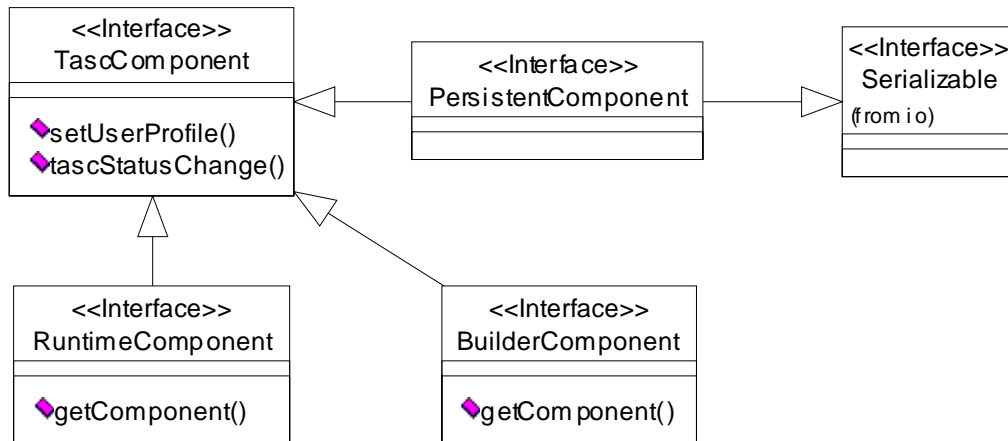 <<Interface>>
TascComponent
setUserProfile()
tascStatusChange()
<<Interface>>
PersistentComponent
<<Interface>>
Serializable
(from io)
<<Interface>>
RuntimeComponent
getComponent()
<<Interface>>
BuilderComponent
getComponent()